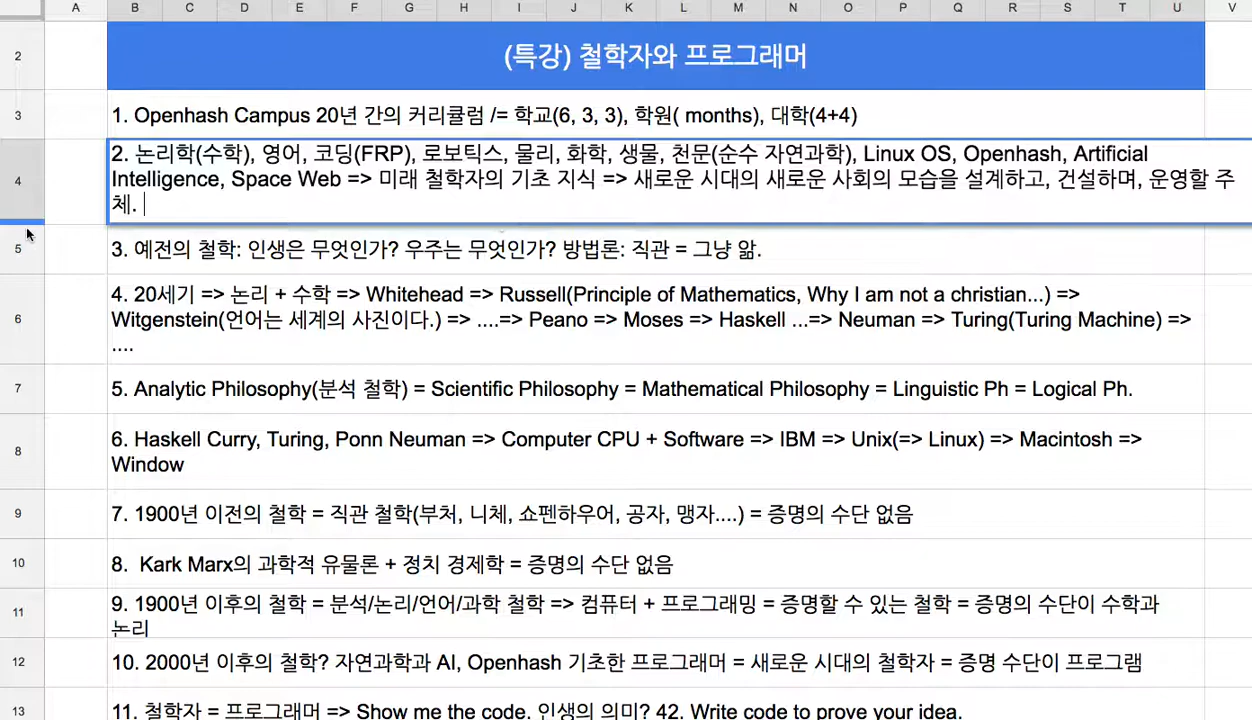 A B C D E F G H I J K L M N O P Q R S T U V
2 (특강) 철학자와 프로그래머
3 1. Openhash Campus 20년 간의 커리큘럼 /= 학교(6, 3, 3), 학원( months), 대학(4+4)
4 2. 논리학(수학), 영어, 코딩(FRP), 로보틱스, 물리, 화학, 생물, 천문(순수 자연과학), Linux OS, Openhash, Artificial
Intelligence, Space Web => 미래 철학자의 기초 지식 => 새로운 시대의 새로운 사회의 모습을 설계하고, 건설하며, 운영할 주
체.
5 3. 예전의 철학: 인생은 무엇인가? 우주는 무엇인가? 방법론: 직관 = 그냥 앎.
4. 20세기 => 논리 + 수학 => Whitehead => Russell(Principle of Mathematics, Why I am not a christian...) =>
6 Witgenstein(언어는 세계의 사진이다.) => ....=> Peano => Moses => Haskell ...=> Neuman => Turing(Turing Machine) =>
....
7 5. Analytic Philosophy(분석 철학) = Scientific Philosophy = Mathematical Philosophy = Linguistic Ph = Logical Ph.
8 6. Haskell Curry, Turing, Ponn Neuman => Computer CPU + Software => IBM => Unix(=> Linux) => Macintosh =>
Window
9 7. 1900년 이전의 철학 = 직관 철학(부처, 니체, 쇼펜하우어, 공자, 맹자....) = 증명의 수단 없음
10 8. Kark Marx의 과학적 유물론 + 정치 경제학 = 증명의 수단 없음
11 9. 1900년 이후의 철학 = 분석/논리/언어/과학 철학 => 컴퓨터 + 프로그래밍 = 증명할 수 있는 철학 = 증명의 수단이 수학과
논리
12 10. 2000년 이후의 철학? 자연과학과 AI, Openhash 기초한 프로그래머 = 새로운 시대의 철학자 = 증명 수단이 프로그램
13 11. 철학자 = 프로그래머 => Show me the code. 인생의 의미? 42. Write code to prove your idea.